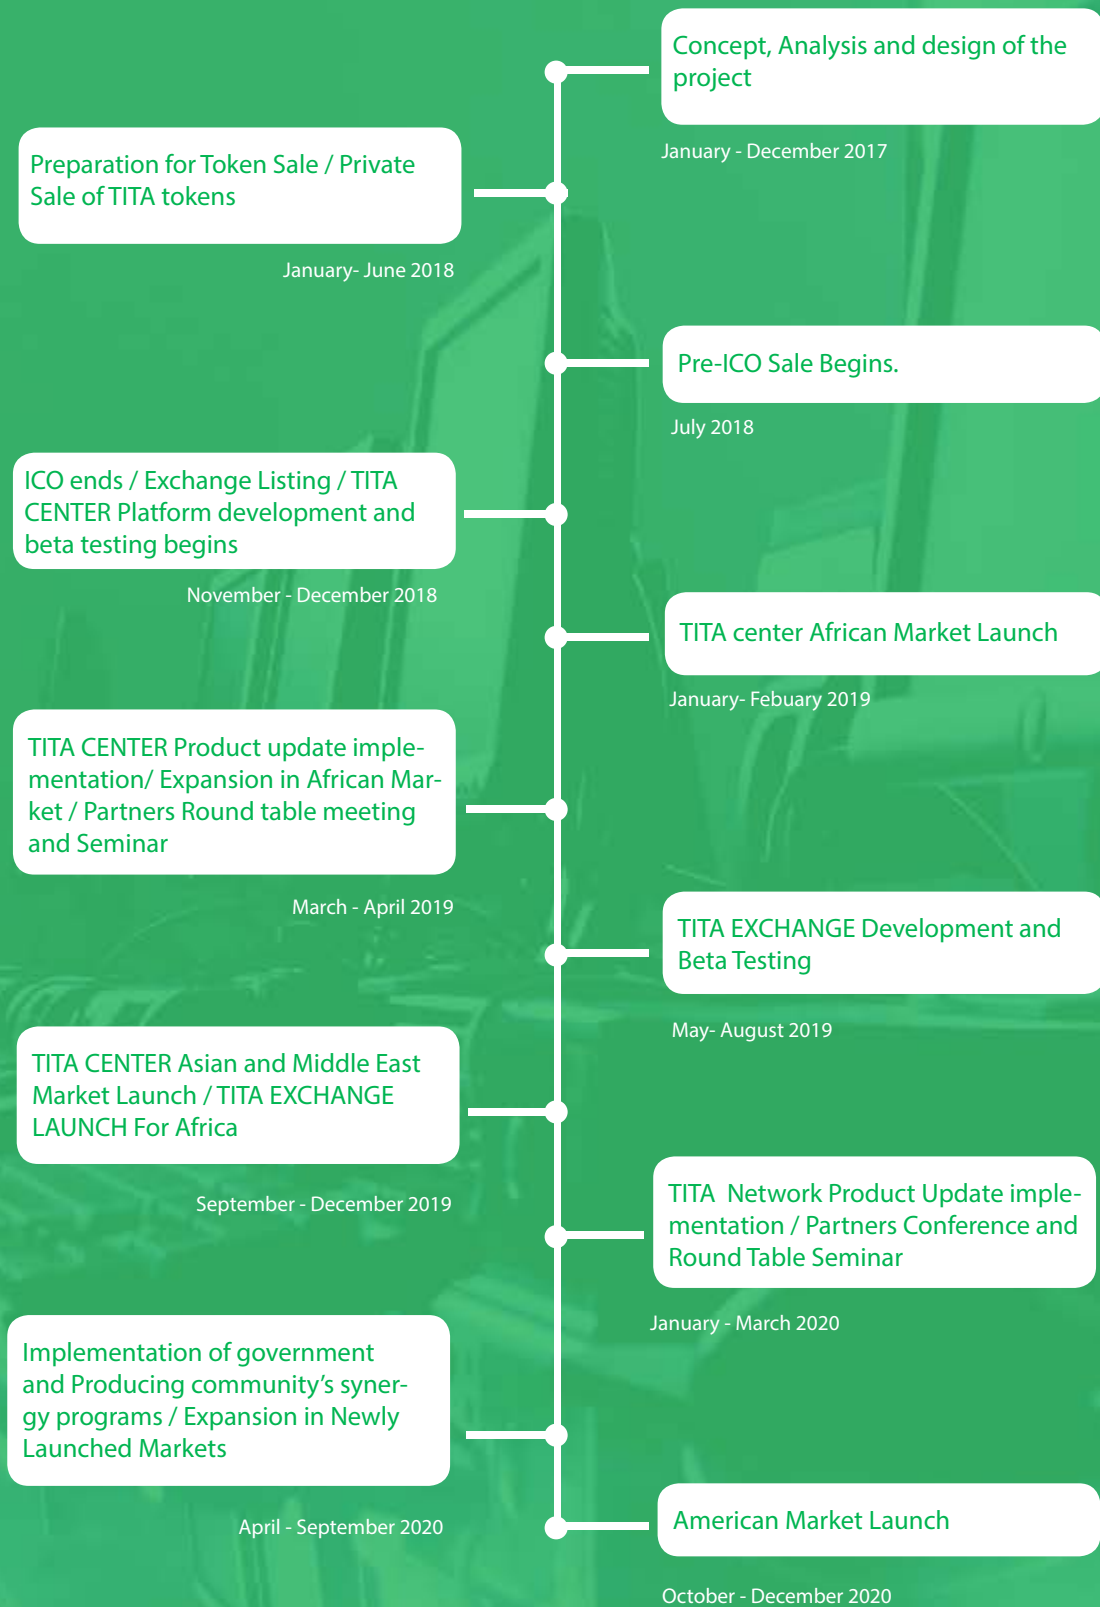 Concept, Analysis and design of the
project
January - December 2017
Preparation for Token Sale / Private
Sale of TITA tokens
January- June 2018
Pre-ICO Sale Begins.
July 2018
ICO ends / Exchange Listing / TITA
CENTER Platform development and
beta testing begins
November - December 2018
TITA center African Market Launch
January- Febuary 2019
TITA CENTER Product update imple-
mentation/ Expansion in African Mar-
ket / Partners Round table meeting
and Seminar
March - April 2019
TITA EXCHANGE Development and
Beta Testing
May- August 2019
TITA CENTER Asian and Middle East
Market Launch / TITA EXCHANGE
LAUNCH For Africa
September - December 2019
TITA  Network Product Update imple-
mentation / Partners Conference and
Round Table Seminar
January - March 2020
Implementation of government
and Producing community’s syner-
gy programs / Expansion in Newly
Launched Markets
April - September 2020
American Market Launch
October - December 2020